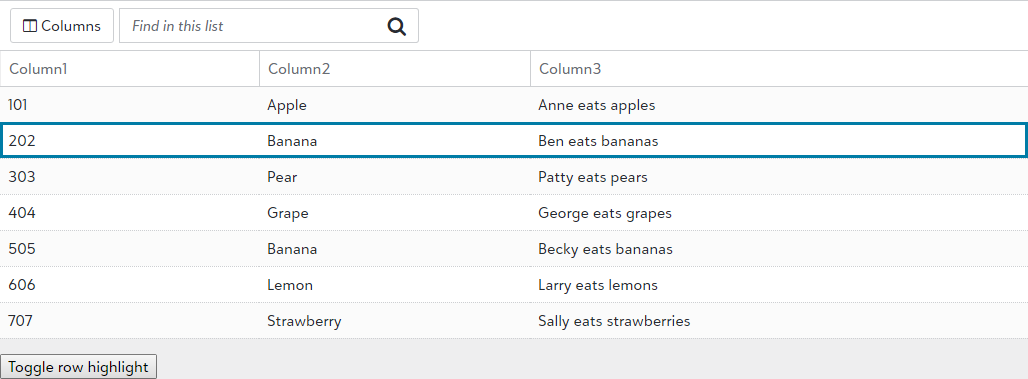 Columns Find in this list
Column1 Column2 Column3
101 Apple Anne eats apples
202 Banana Ben eats bananas
303 Pear Patty eats pears
404 Grape George eats grapes
505 Banana Becky eats bananas
606 Lemon Larry eats lemons
707 Strawberry Sally eats strawberries
Toggle row highlight